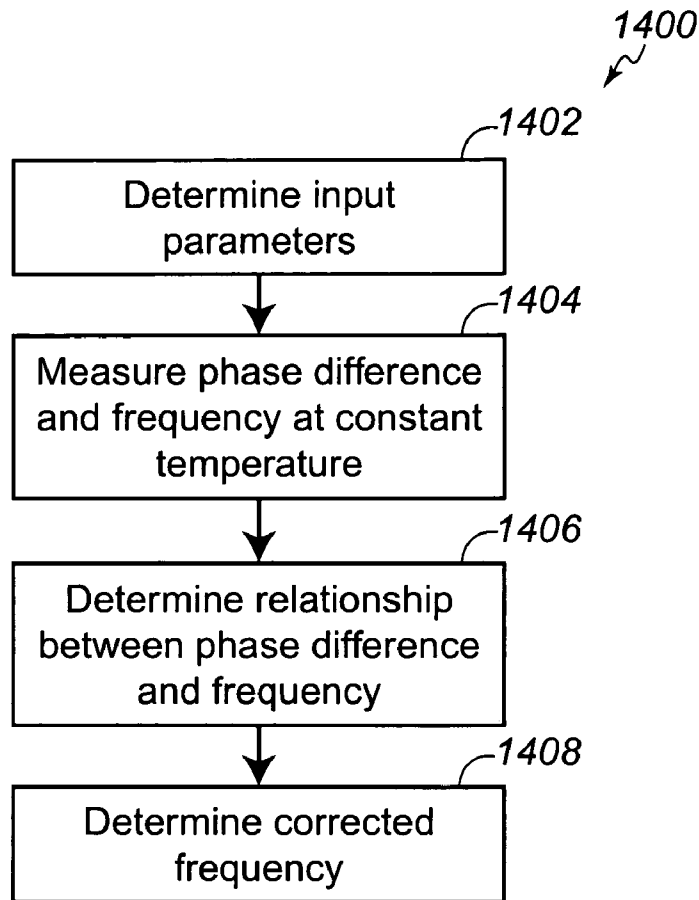 1400
1402
Determine input
parameters
1404
Measure phase difference
and frequency at constant
temperature
1406
Determine relationship
between phase difference
and frequency
1408
Determine corrected
frequency